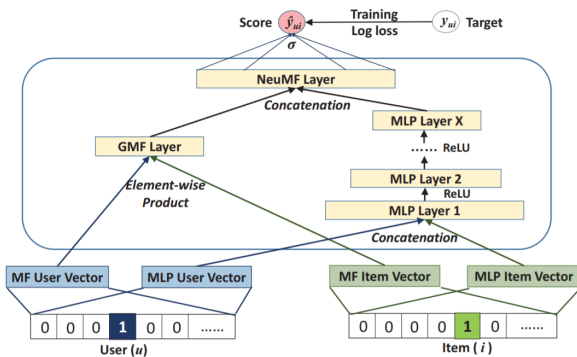 Score
ŷui
Training
Log loss
yui
Target
σ
NeuMF Layer
Concatenation
MLP Layer X
GMF Layer
...... ReLU
Element-wise
Product
MLP Layer 2
ReLU
MLP Layer 1
Concatenation
MF User Vector
MLP User Vector
MF Item Vector
MLP Item Vector
0 0 0 1 0 0 ......
0 0 0 0 1 0 ......
User (u)
Item ( i )